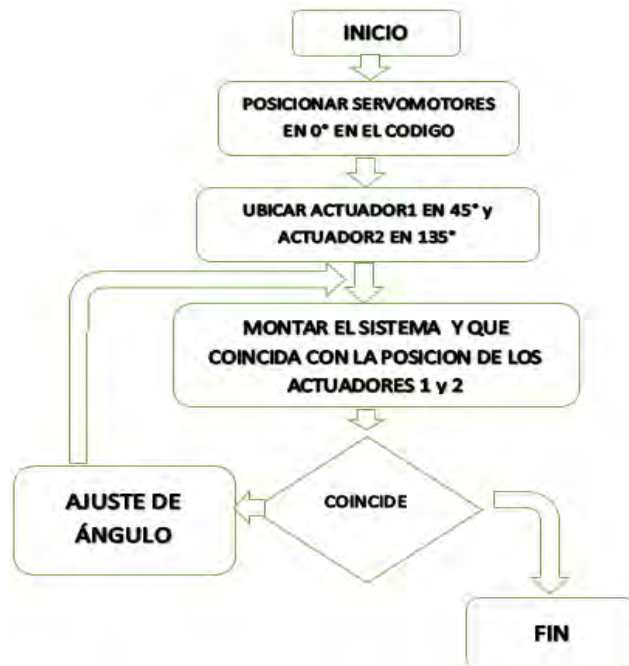 INICIO
POSICIONAR SERVOMOTORES
EN 0° EN EL CODIGO
UBICAR ACTUADOR1 EN 45° y
ACTUADOR2 EN 135°
MONTAR EL SISTEMA Y QUE
COINCIDA CON LA POSICION DE LOS
ACTUADORES 1 y 2
COINCIDE
AJUSTE DE
ÁNGULO
FIN